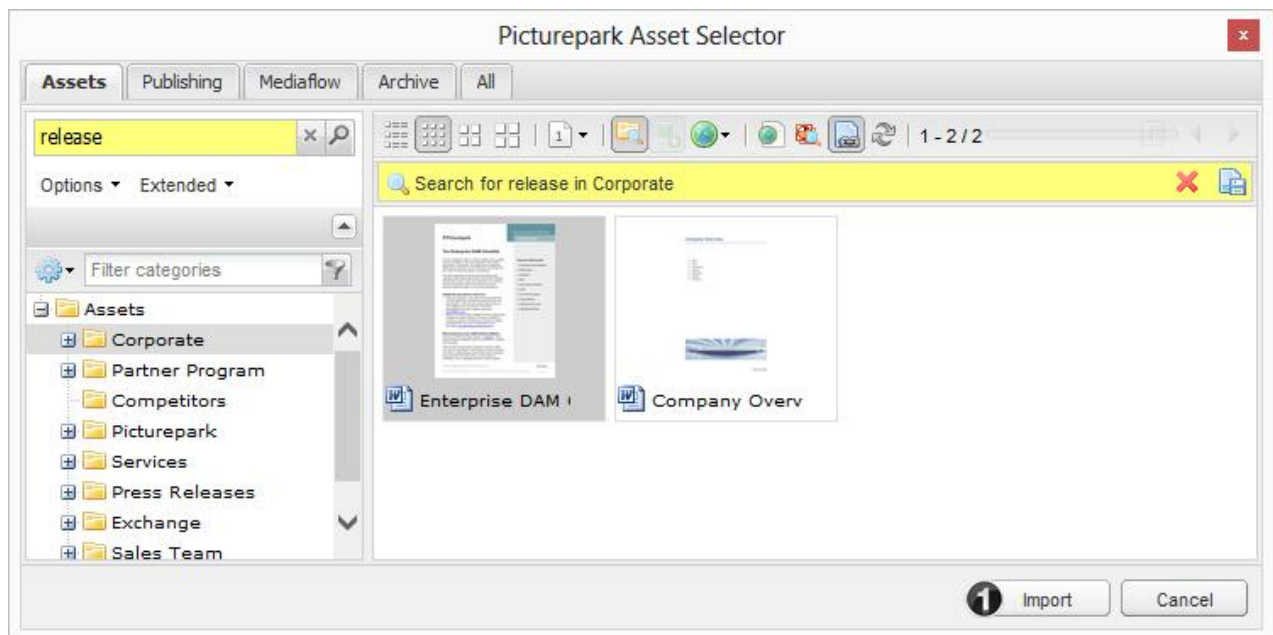 Picturepark Asset Selector
x
Assets Publishing Mediaflow Archive All
release
1 - 2 / 2
Options Extended
Search for release in Corporate
Filter categories
Assets
Corporate
Partner Program
Competitors
Picturepark
Services
Press Releases
Exchange
Sales Team
Enterprise DAM
Company Overv
1 Import Cancel